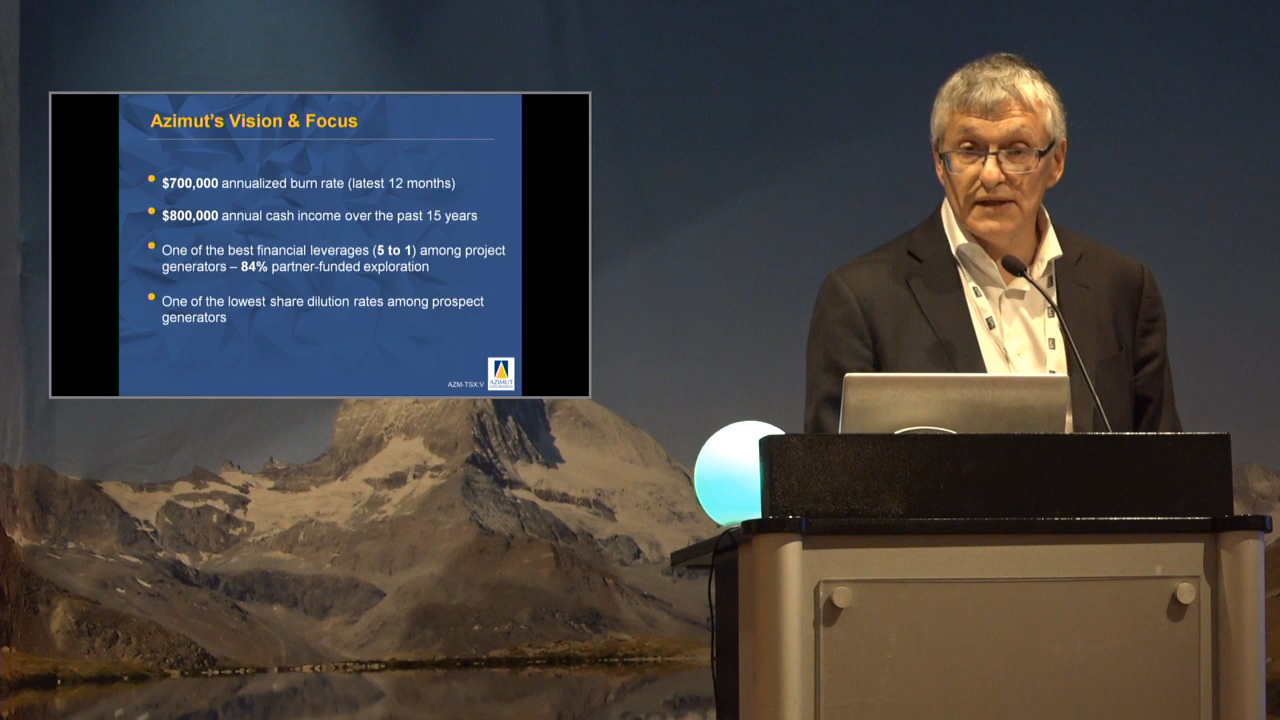 Azimut’s Vision & Focus
$700,000 annualized burn rate (latest 12 months)
$800,000 annual cash income over the past 15 years
One of the best financial leverages (5 to 1) among project
generators – 84% partner-funded exploration
One of the lowest share dilution rates among prospect
generators
AZM-TSX.V
AZIMUT
EXPLORATION